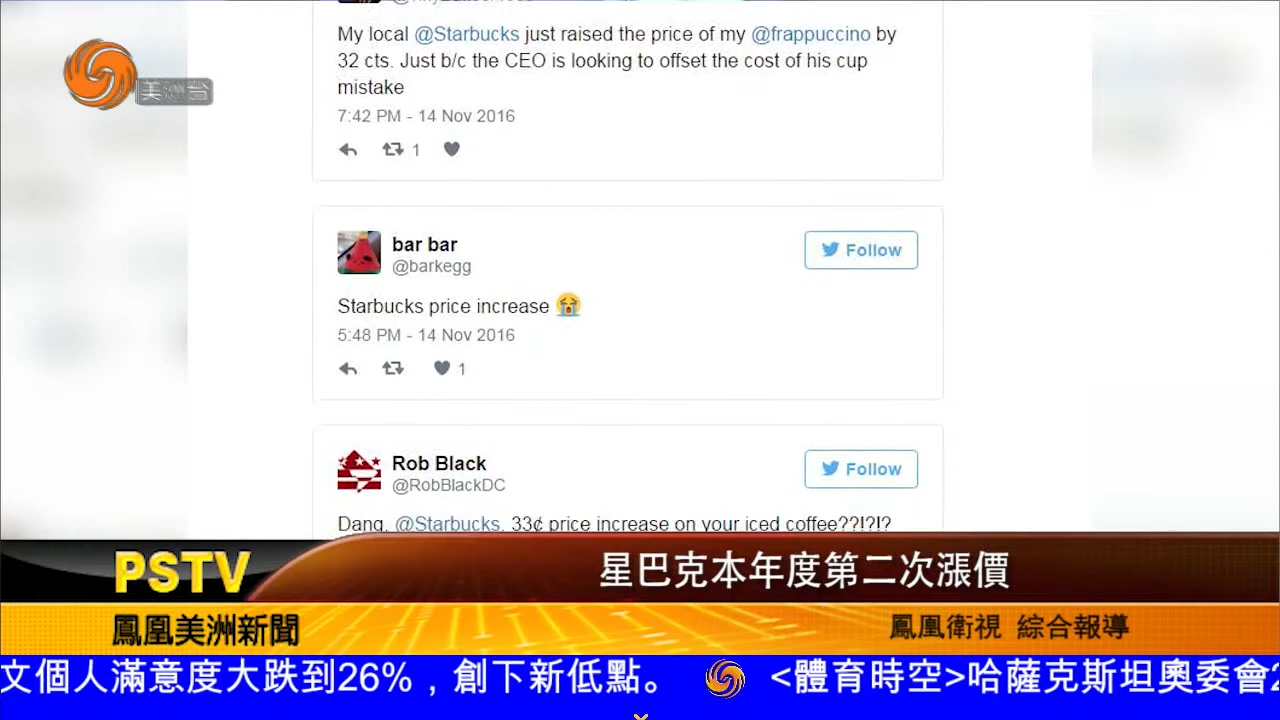 My local @Starbucks just raised the price of my @frappuccino by
32 cts. Just b/c the CEO is looking to offset the cost of his cup
mistake
7:42 PM - 14 Nov 2016
1
美洲台
bar bar
@barkegg
Follow
Starbucks price increase 😭
5:48 PM - 14 Nov 2016
1
Rob Black
@RobBlackDC
Follow
Dang, @Starbucks. 33¢ price increase on your iced coffee??!?!?
PSTV
星巴克本年度第二次漲價
鳳凰美洲新聞
鳳凰衛視 綜合報導
文個人滿意度大跌到26%，創下新低點。 <體育時空>哈薩克斯坦奧委會2